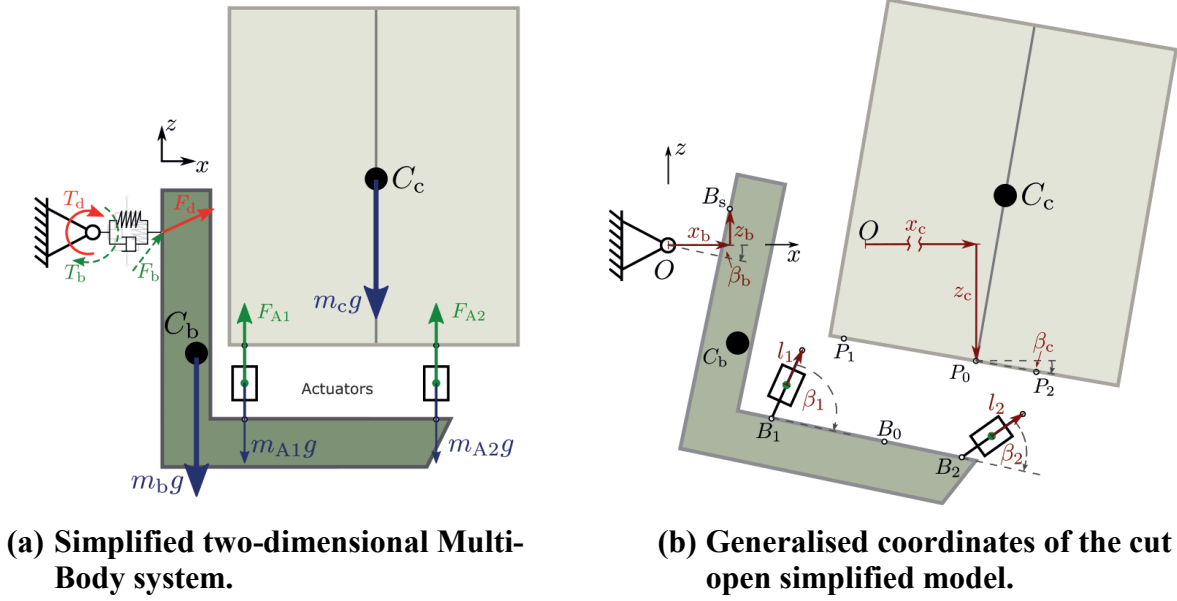 z
x
T_d
F_d
T_b
F_b
C_c
m_c g
C_b
F_A1
F_A2
Actuators
m_A1 g
m_A2 g
m_b g
z
B_s
x_b
z_b
O
x
β_b
C_b
l_1
β_1
B_1
B_0
B_2
l_2
β_2
C_c
O
x_c
z_c
P_1
P_0
β_c
P_2
(a) Simplified two-dimensional Multi-
Body system.
(b) Generalised coordinates of the cut
open simplified model.